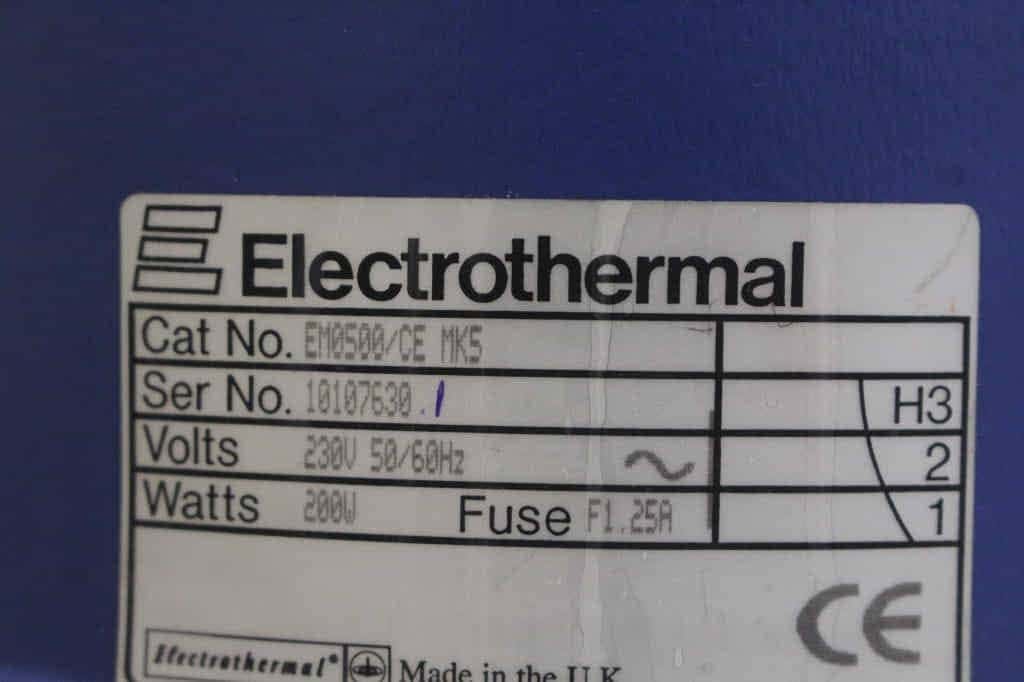 Electrothermal
Cat No. EM0500/CE MK5
Ser No. 10107630.1
H3
Volts 230V 50/60Hz ~
2
Watts 200W Fuse F1.25A
1
CE
Electrothermal® Made in the U.K.